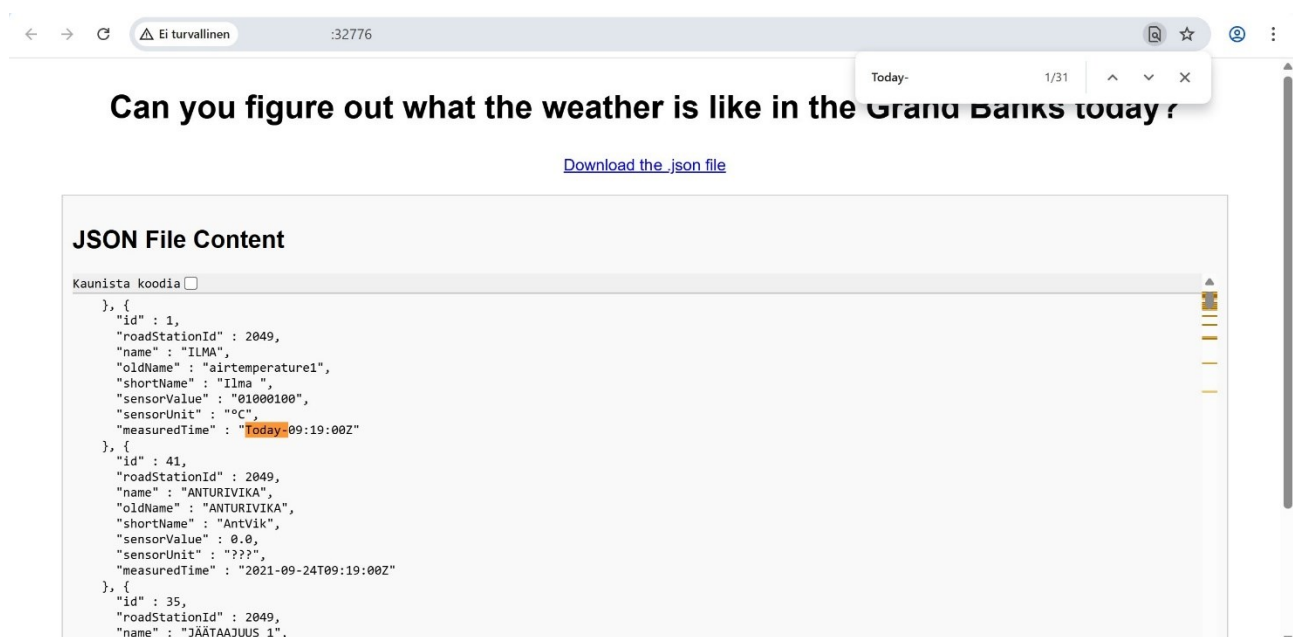 Ei turvallinen :32776
Today- 1/31
Can you figure out what the weather is like in the Grand Banks today?
Download the .json file
JSON File Content
Kaunista koodia
}, {
"id" : 1,
"roadStationId" : 2049,
"name" : "ILMA",
"oldName" : "airtemperature1",
"shortName" : "Ilma ",
"sensorValue" : "01000100",
"sensorUnit" : "°C",
"measuredTime" : "Today-09:19:00Z"
}, {
"id" : 41,
"roadStationId" : 2049,
"name" : "ANTURIVIKA",
"oldName" : "ANTURIVIKA",
"shortName" : "AntVik",
"sensorValue" : 0.0,
"sensorUnit" : "???",
"measuredTime" : "2021-09-24T09:19:00Z"
}, {
"id" : 35,
"roadStationId" : 2049,
"name" : "JÄÄTAAJUUS 1",